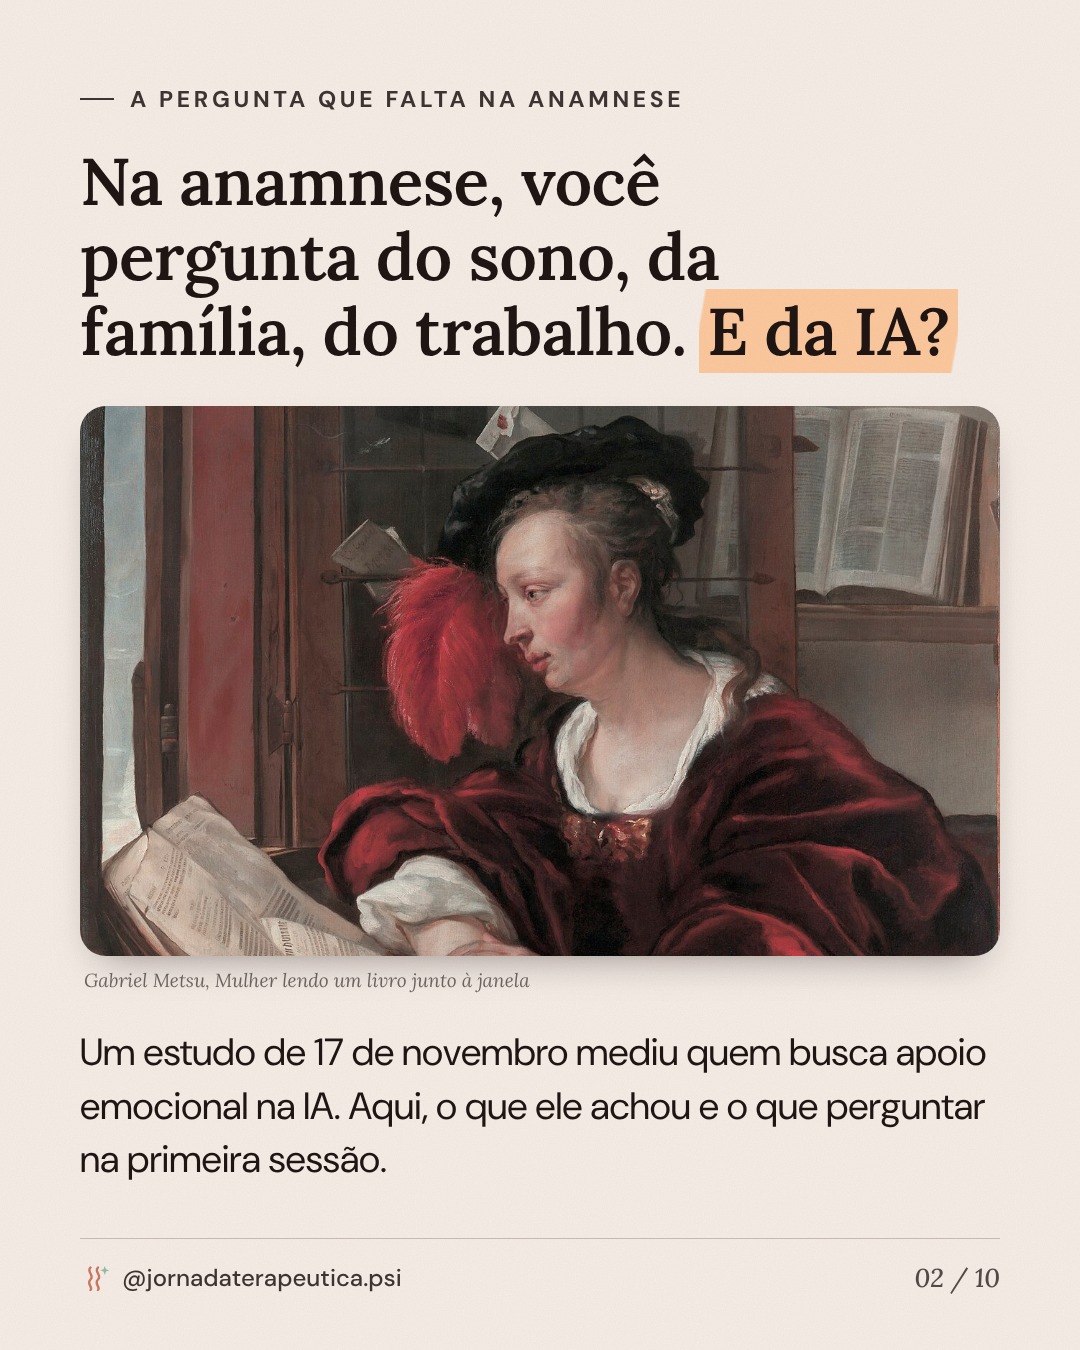 A PERGUNTA QUE FALTA NA ANAMNESE
Na anamnese, você
pergunta do sono, da
família, do trabalho. E da IA?
Gabriel Metsu, Mulher lendo um livro junto à janela
Um estudo de 17 de novembro mediu quem busca apoio
emocional na IA. Aqui, o que ele achou e o que perguntar
na primeira sessão.
@jornadaterapeutica.psi
02 / 10